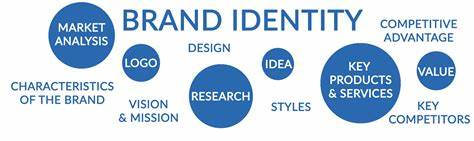 BRAND IDENTITY
MARKET
ANALYSIS
LOGO
DESIGN
IDEA
COMPETITIVE
ADVANTAGE
CHARACTERISTICS
OF THE BRAND
VISION
& MISSION
RESEARCH
STYLES
KEY
PRODUCTS
& SERVICES
VALUE
KEY
COMPETITORS